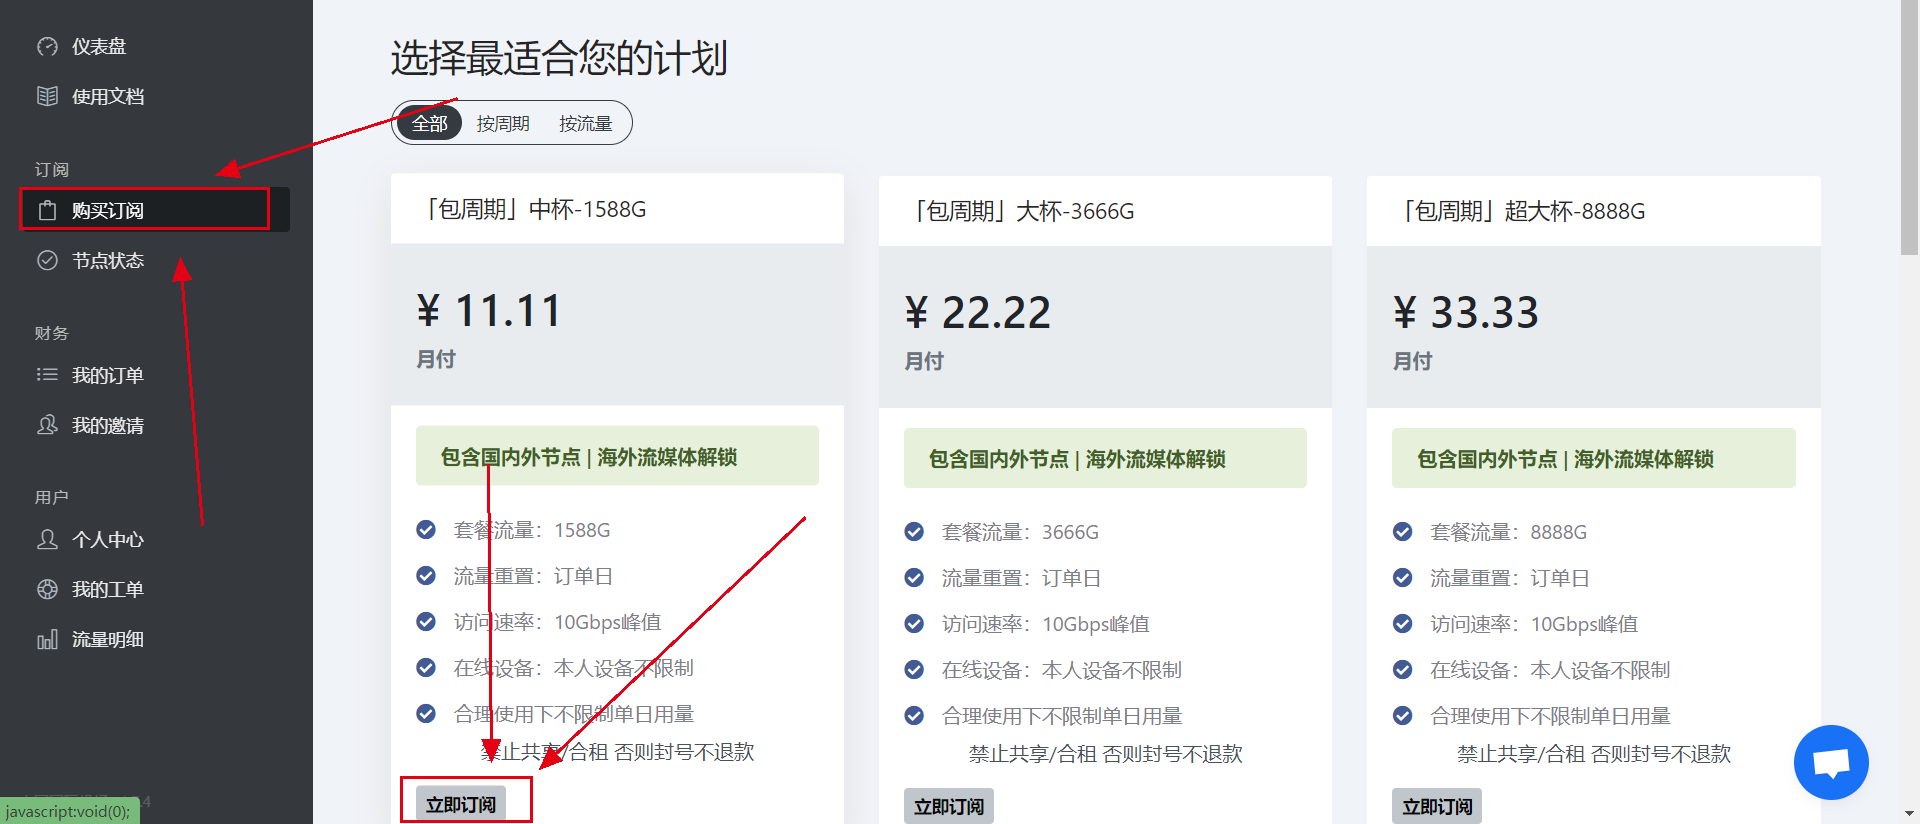 仪表盘
使用文档
订阅
购买订阅
节点状态
财务
我的订单
我的邀请
用户
个人中心
我的工单
流量明细
javascript:void(0);
选择最适合您的计划
全部 按周期 按流量
「包周期」中杯-1588G
¥ 11.11
月付
包含国内外节点 | 海外流媒体解锁
套餐流量：1588G
流量重置：订单日
访问速率：10Gbps峰值
在线设备：本人设备不限制
合理使用下不限制单日用量
禁止共享/合租 否则封号不退款
立即订阅
「包周期」大杯-3666G
¥ 22.22
月付
包含国内外节点 | 海外流媒体解锁
套餐流量：3666G
流量重置：订单日
访问速率：10Gbps峰值
在线设备：本人设备不限制
合理使用下不限制单日用量
禁止共享/合租 否则封号不退款
立即订阅
「包周期」超大杯-8888G
¥ 33.33
月付
包含国内外节点 | 海外流媒体解锁
套餐流量：8888G
流量重置：订单日
访问速率：10Gbps峰值
在线设备：本人设备不限制
合理使用下不限制单日用量
禁止共享/合租 否则封号不退款
立即订阅